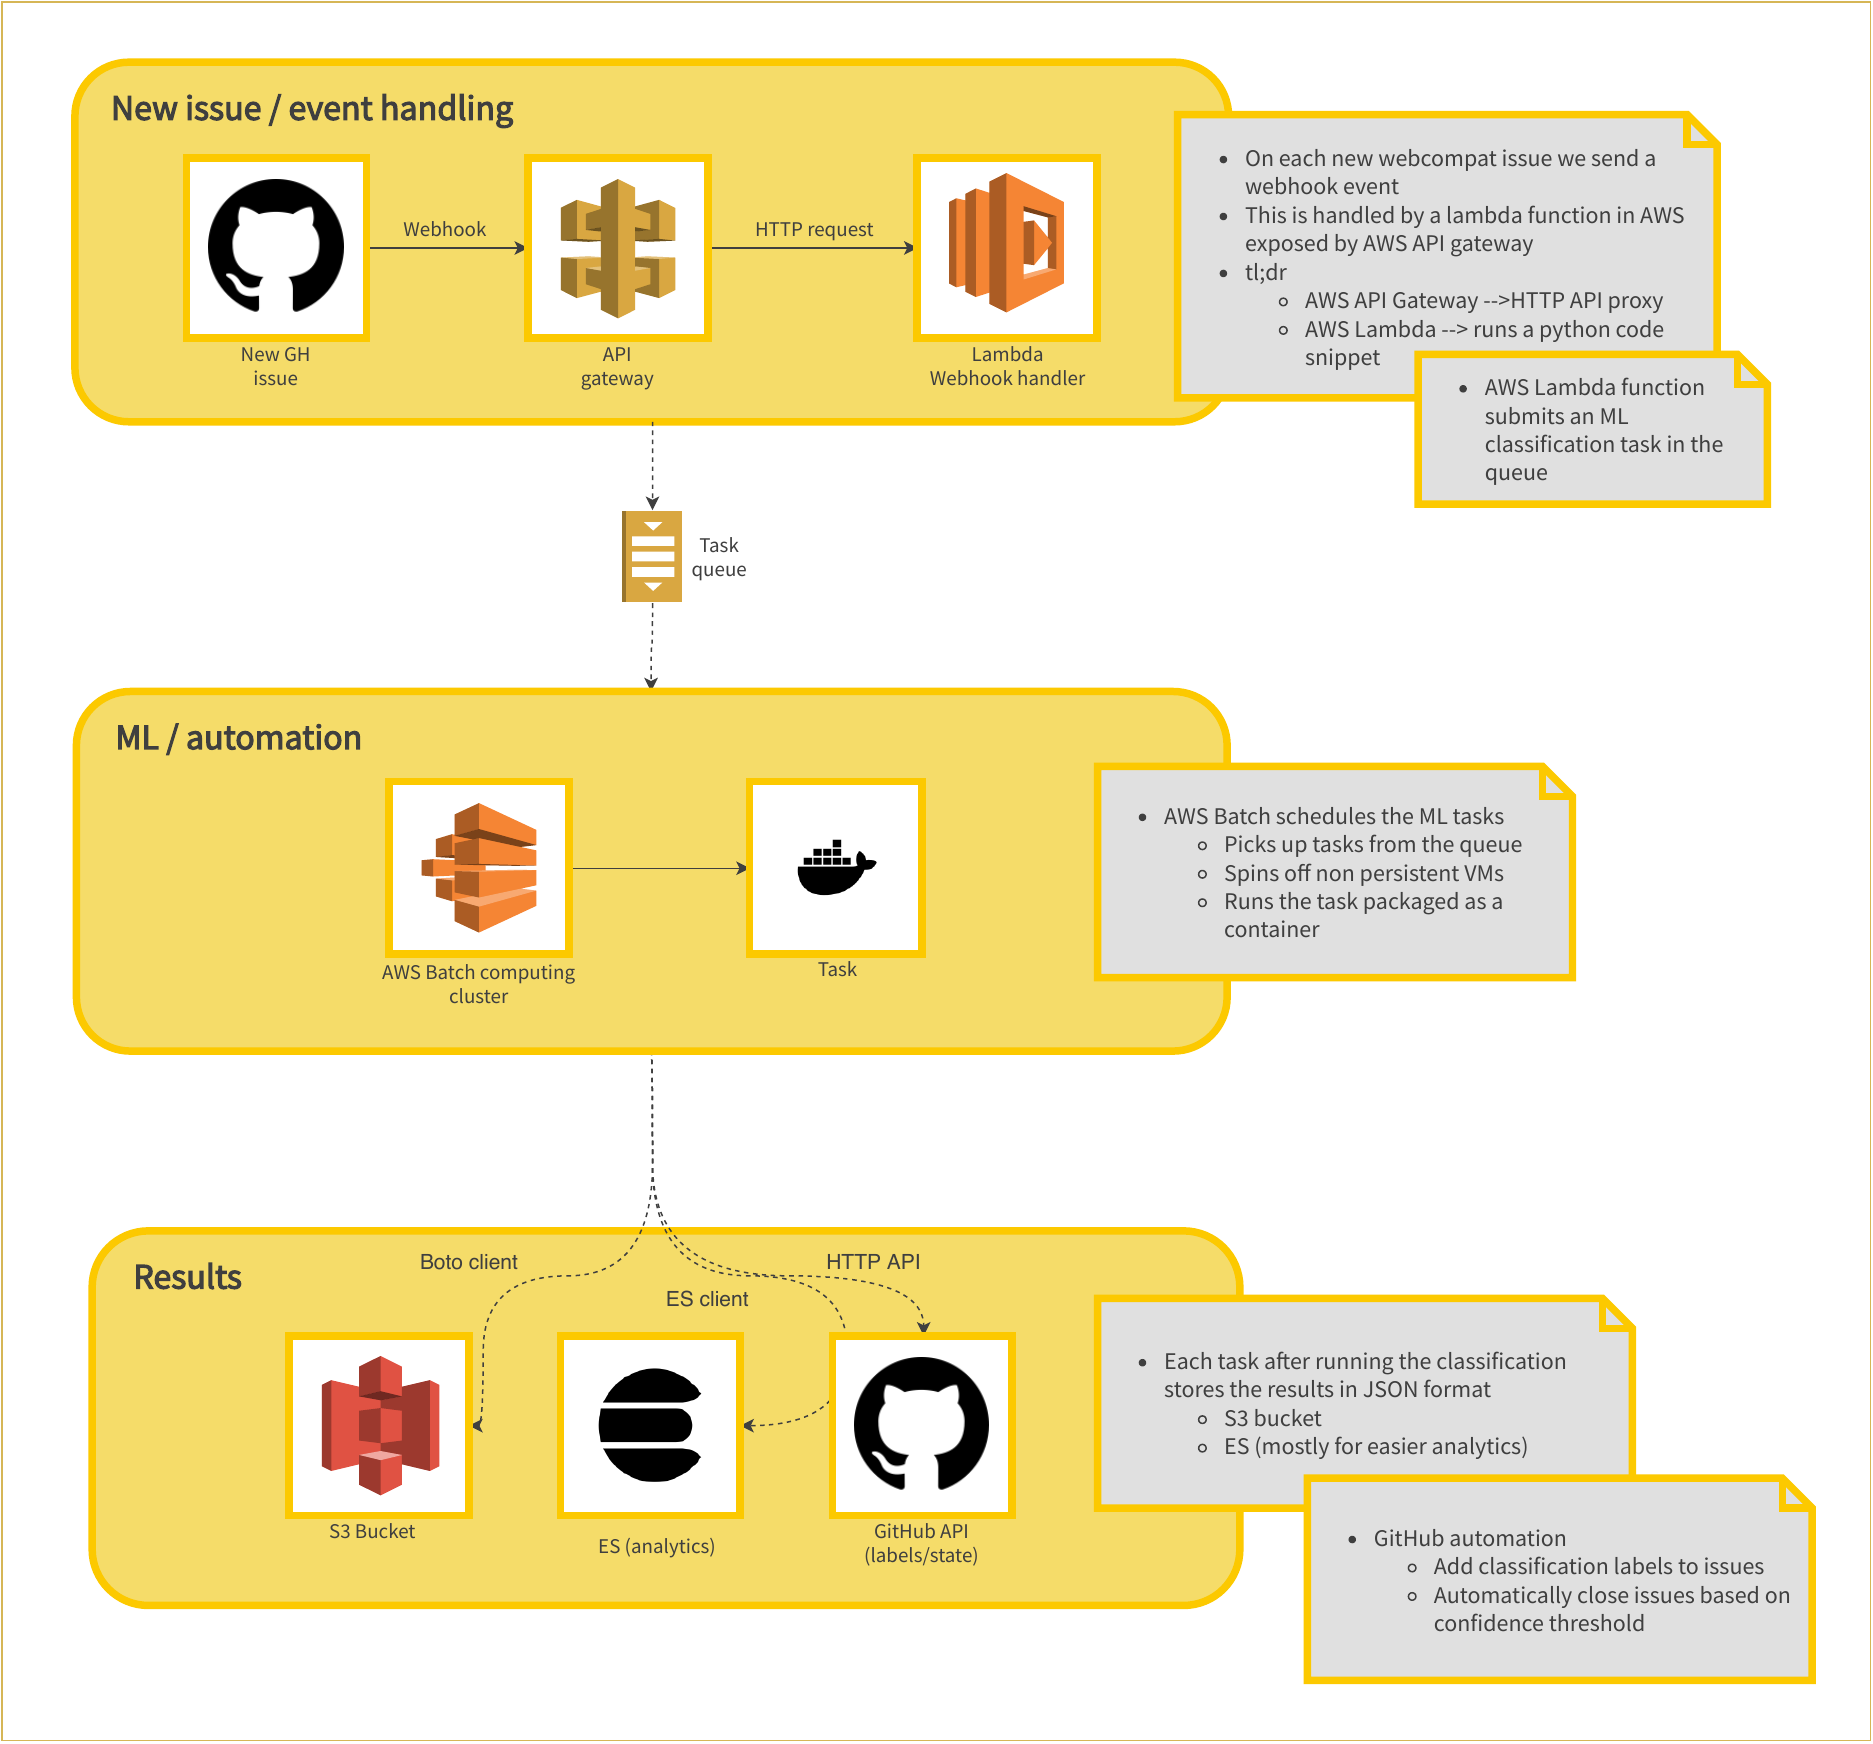 New issue / event handling
Webhook
HTTP request
New GH
issue
API
gateway
Lambda
Webhook handler
• On each new webcompat issue we send a
webhook event
• This is handled by a lambda function in AWS
exposed by AWS API gateway
• tl;dr
○ AWS API Gateway -->HTTP API proxy
○ AWS Lambda --> runs a python code
snippet
• AWS Lambda function
submits an ML
classification task in the
queue
Task
queue
ML / automation
AWS Batch computing
cluster
Task
• AWS Batch schedules the ML tasks
○ Picks up tasks from the queue
○ Spins off non persistent VMs
○ Runs the task packaged as a
container
Results
Boto client
HTTP API
ES client
S3 Bucket
ES (analytics)
GitHub API
(labels/state)
• Each task after running the classification
stores the results in JSON format
○ S3 bucket
○ ES (mostly for easier analytics)
• GitHub automation
○ Add classification labels to issues
○ Automatically close issues based on
confidence threshold